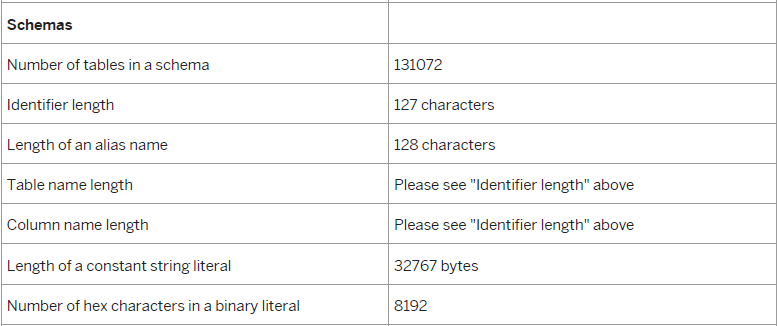 Schemas
Number of tables in a schema 131072
Identifier length 127 characters
Length of an alias name 128 characters
Table name length Please see "Identifier length" above
Column name length Please see "Identifier length" above
Length of a constant string literal 32767 bytes
Number of hex characters in a binary literal 8192